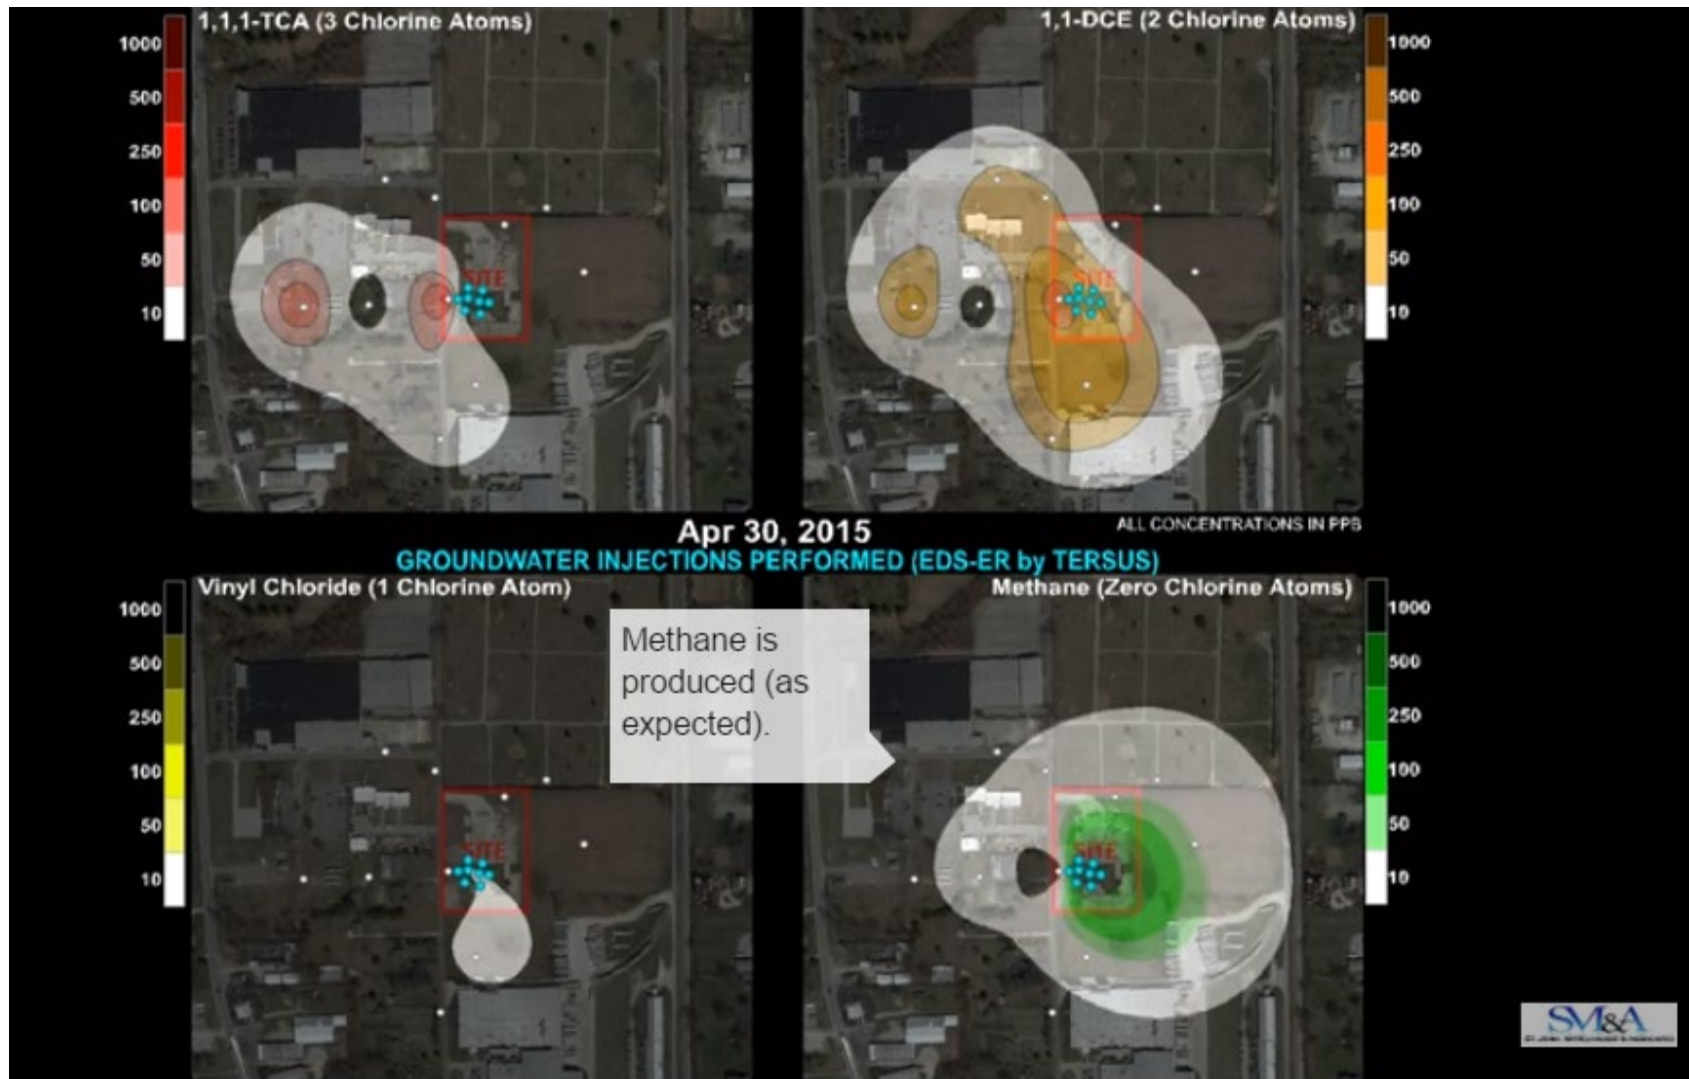 1,1,1-TCA (3 Chlorine Atoms)
1000
500
250
100
50
10
SITE
1,1-DCE (2 Chlorine Atoms)
1000
500
250
100
50
10
SITE
Apr 30, 2015
ALL CONCENTRATIONS IN PPB
GROUNDWATER INJECTIONS PERFORMED (EDS-ER by TERSUS)
Vinyl Chloride (1 Chlorine Atom)
1000
500
250
100
50
10
SITE
Methane is
produced (as
expected).
Methane (Zero Chlorine Atoms)
1000
500
250
100
50
10
SITE
SM&A